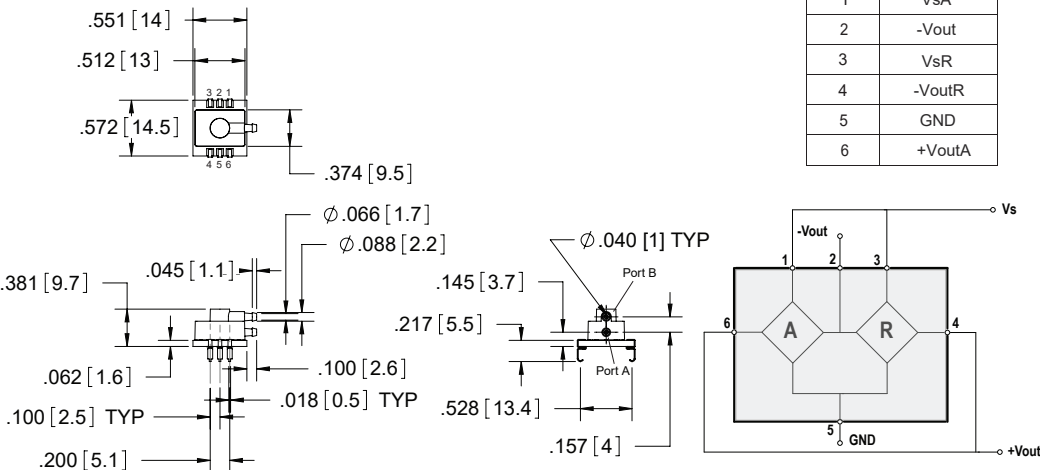 .551 [14]
.512 [13]
3 2 1
.572 [14.5]
4 5 6
.374 [9.5]
1 VsA
2 -Vout
3 VsR
4 -VoutR
5 GND
6 +VoutA
Ø.066 [1.7]
Ø.088 [2.2]
.045 [1.1]
.381 [9.7]
.062 [1.6]
.100 [2.6]
.018 [0.5] TYP
.100 [2.5] TYP
.200 [5.1]
Ø.040 [1] TYP
Port B
.145 [3.7]
.217 [5.5]
Port A
.528 [13.4]
.157 [4]
Vs
-Vout
1 2 3
6 A R 4
5 GND
+Vout